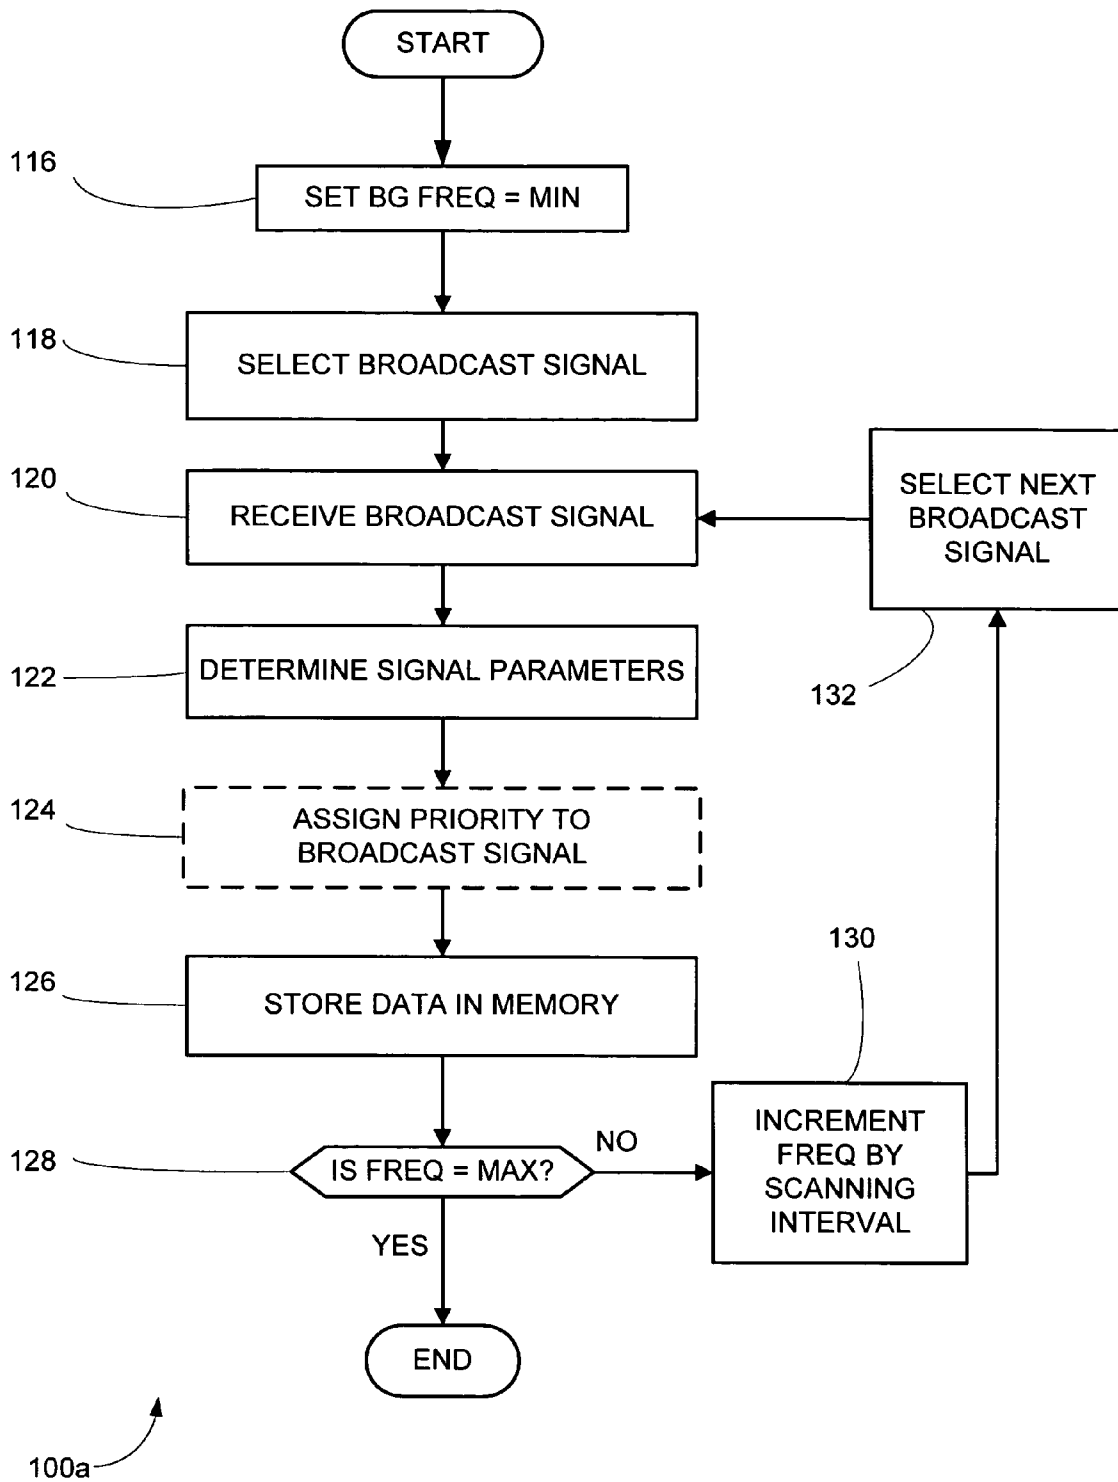 START
116
SET BG FREQ = MIN
118
SELECT BROADCAST SIGNAL
120
RECEIVE BROADCAST SIGNAL
SELECT NEXT
BROADCAST
SIGNAL
132
122
DETERMINE SIGNAL PARAMETERS
124
ASSIGN PRIORITY TO
BROADCAST SIGNAL
126
STORE DATA IN MEMORY
130
128
IS FREQ = MAX?
NO
INCREMENT
FREQ BY
SCANNING
INTERVAL
YES
END
100a